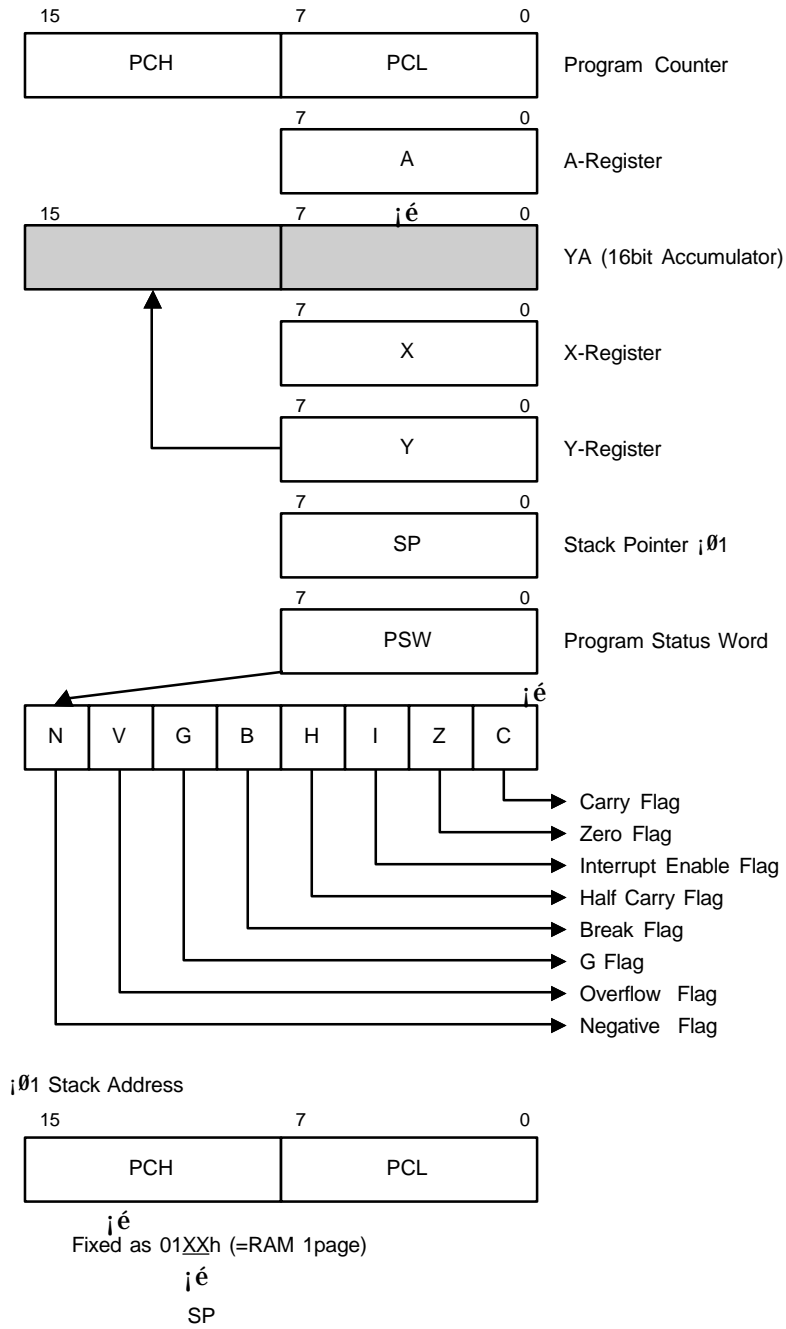 15 7 0
PCH PCL Program Counter
7 0
A A-Register
¡é
15 7 0
YA (16bit Accumulator)
7 0
X X-Register
7 0
Y Y-Register
7 0
SP Stack Pointer ¡Ø1
7 0
PSW Program Status Word
¡é
N V G B H I Z C
Carry Flag
Zero Flag
Interrupt Enable Flag
Half Carry Flag
Break Flag
G Flag
Overflow Flag
Negative Flag
¡Ø1 Stack Address
15 7 0
PCH PCL
¡é
Fixed as 01XXh (=RAM 1page)
¡é
SP